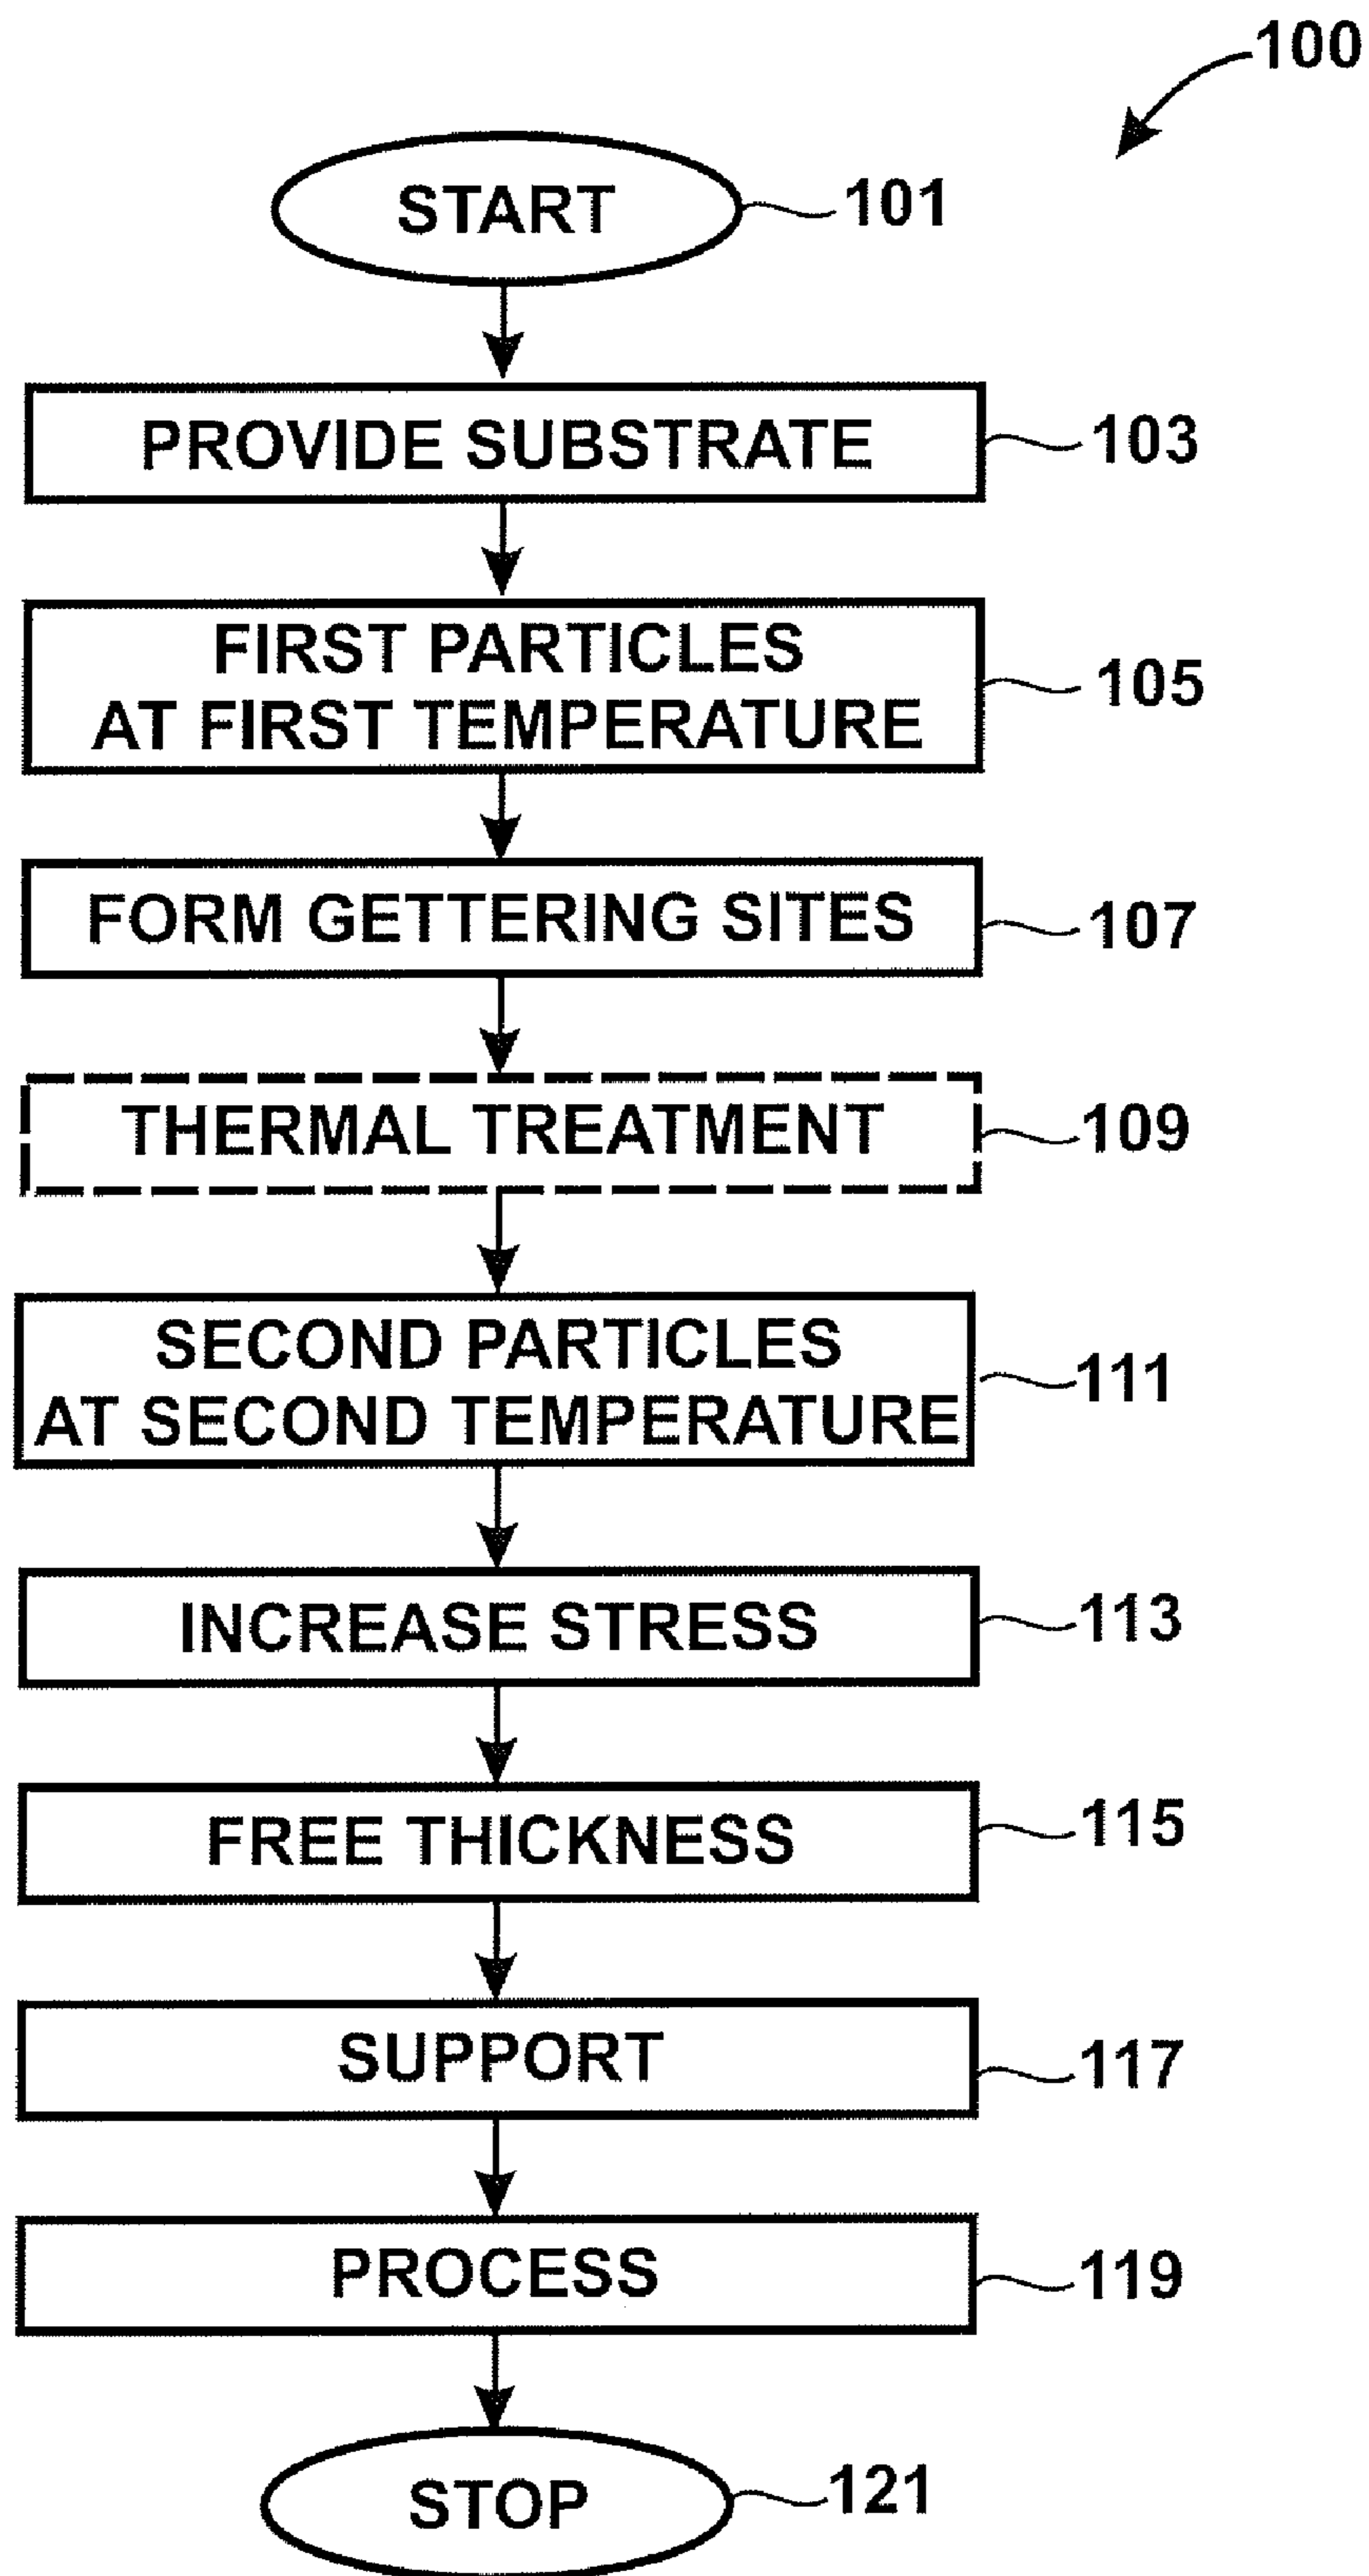 100
START
101
PROVIDE SUBSTRATE
103
FIRST PARTICLES
AT FIRST TEMPERATURE
105
FORM GETTERING SITES
107
THERMAL TREATMENT
109
SECOND PARTICLES
AT SECOND TEMPERATURE
111
INCREASE STRESS
113
FREE THICKNESS
115
SUPPORT
117
PROCESS
119
STOP
121